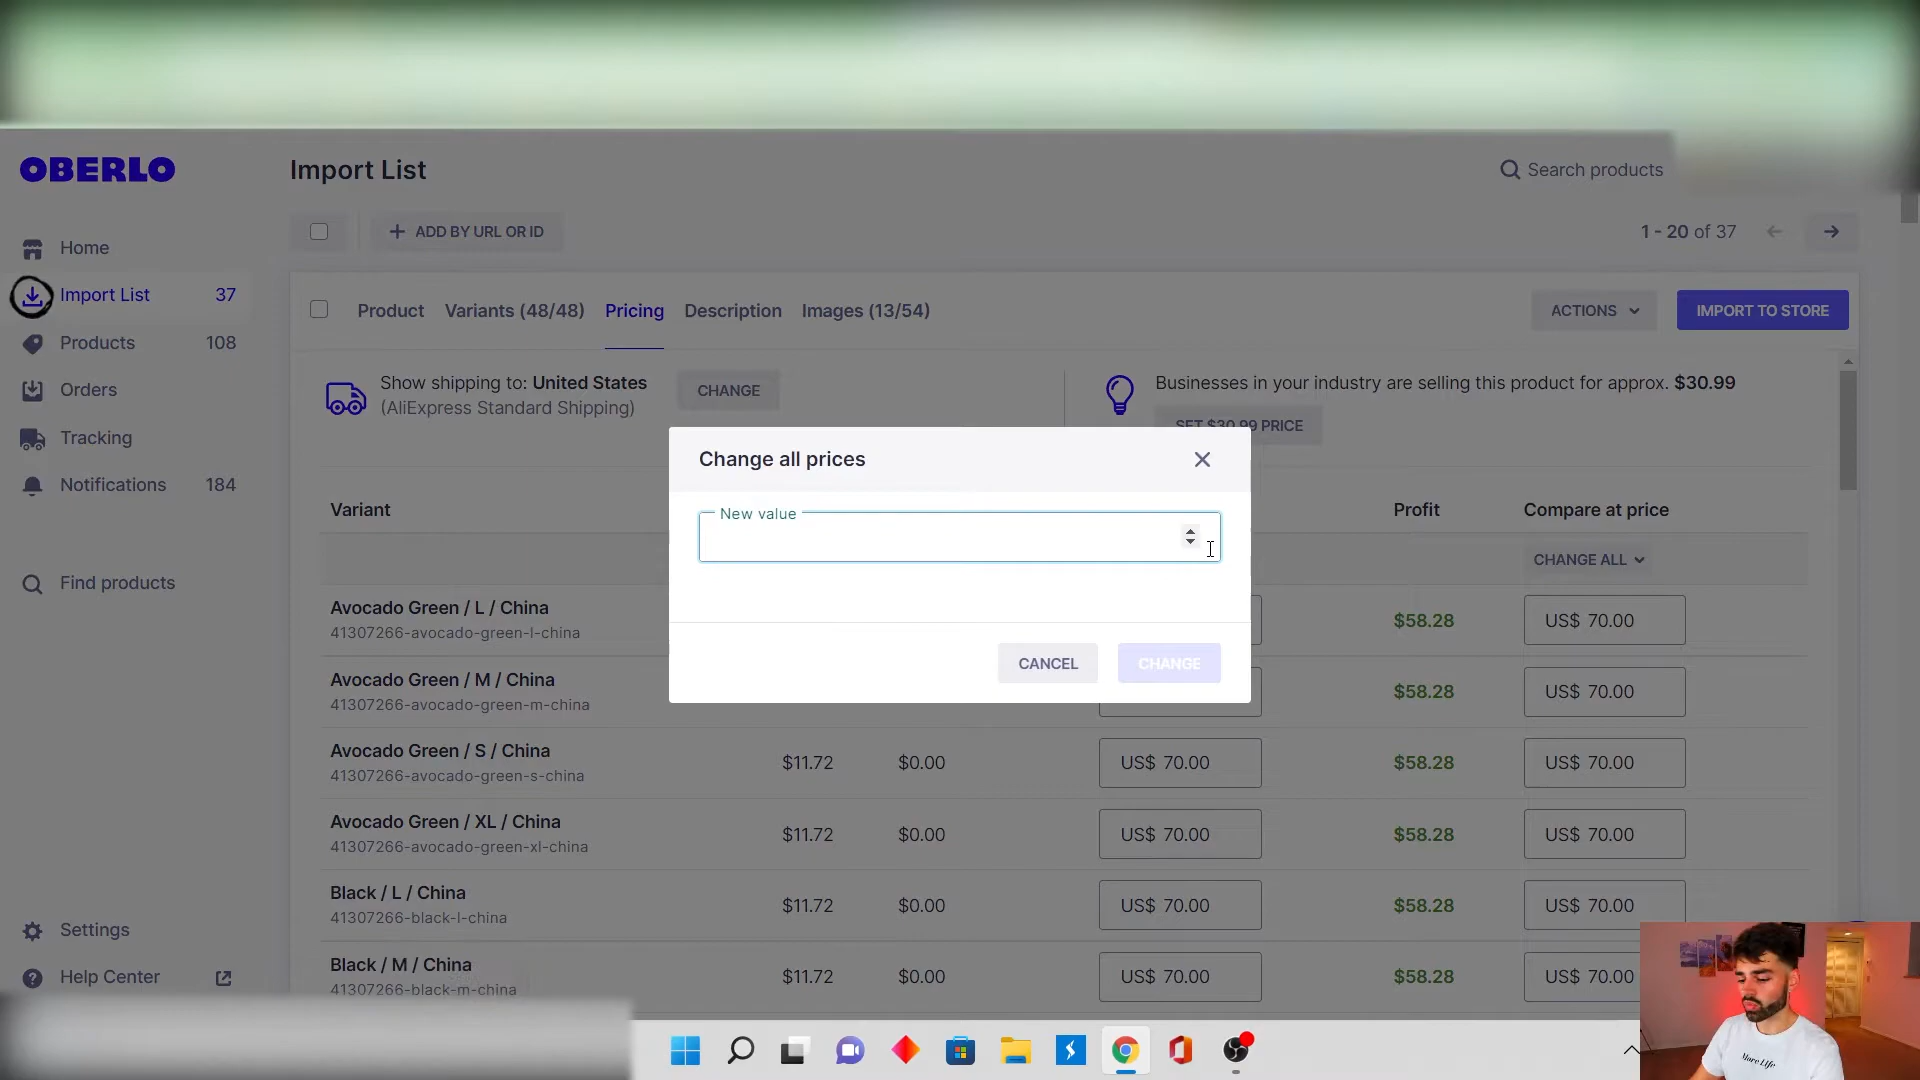 OBERLO
Import List
Search products
ADD BY URL OR ID
1 - 20 of 37
Home
Import List 37
Products 108
Orders
Tracking
Notifications 184
Find products
Settings
Help Center
Product Variants (48/48) Pricing Description Images (13/54)
ACTIONS
IMPORT TO STORE
Show shipping to: United States
(AliExpress Standard Shipping)
CHANGE
Businesses in your industry are selling this product for approx. $30.99
SET $30.99 PRICE
Change all prices
New value
CANCEL
CHANGE
Variant Profit Compare at price
CHANGE ALL
Avocado Green / L / China
41307266-avocado-green-l-china
$58.28 US$ 70.00
Avocado Green / M / China
41307266-avocado-green-m-china
$58.28 US$ 70.00
Avocado Green / S / China
41307266-avocado-green-s-china
$11.72 $0.00 US$ 70.00 $58.28 US$ 70.00
Avocado Green / XL / China
41307266-avocado-green-xl-china
$11.72 $0.00 US$ 70.00 $58.28 US$ 70.00
Black / L / China
41307266-black-l-china
$11.72 $0.00 US$ 70.00 $58.28 US$ 70.00
Black / M / China
41307266-black-m-china
$11.72 $0.00 US$ 70.00 $58.28 US$ 70.00
More Life